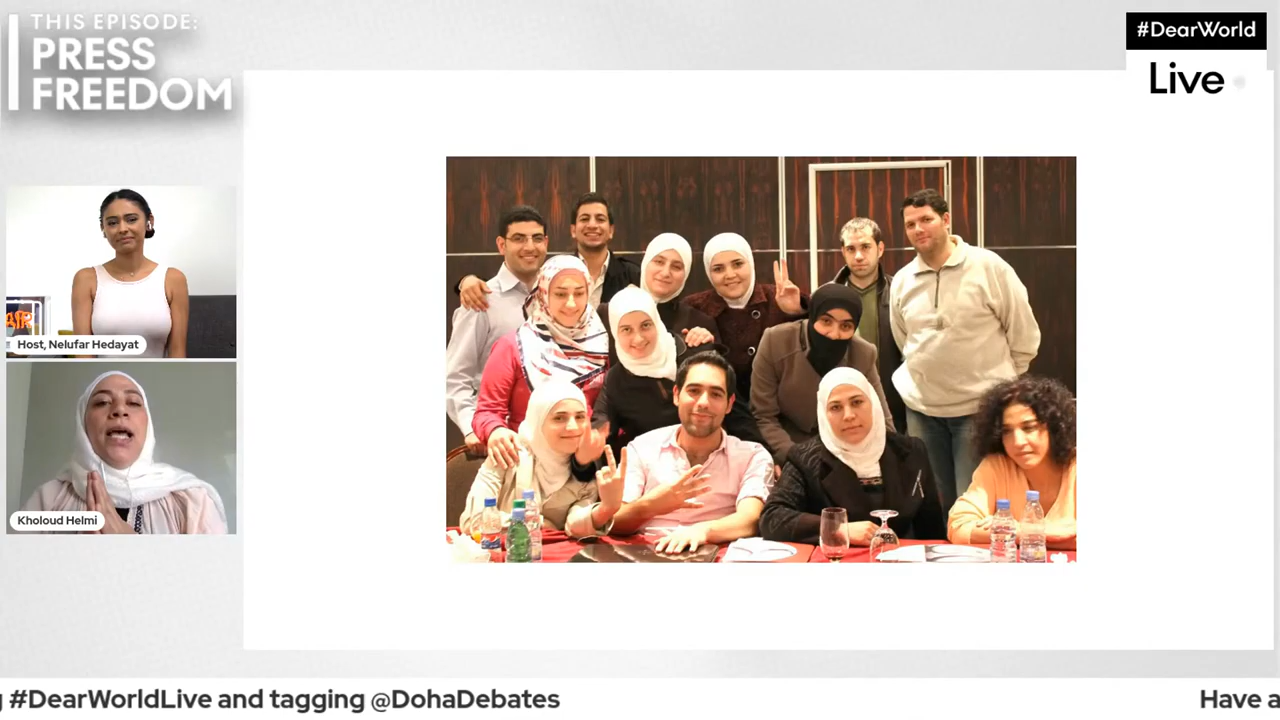 THIS EPISODE:
PRESS
FREEDOM
#DearWorld
Live
Host, Nelufar Hedayat
Kholoud Helmi
#DearWorldLive and tagging @DohaDebates
Have a